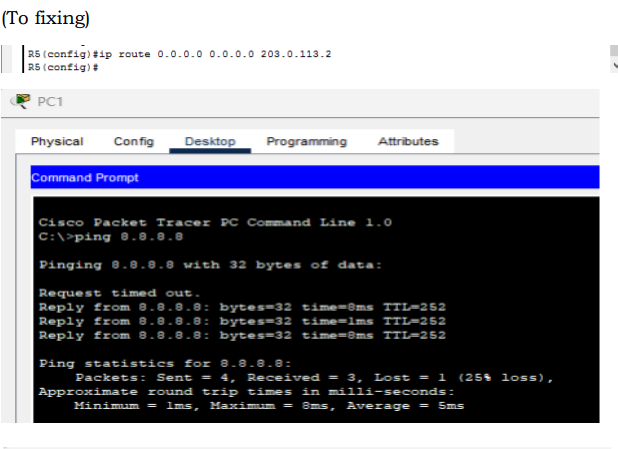 (To fixing)
R5(config)#ip route 0.0.0.0 0.0.0.0 203.0.113.2
R5(config)#
PC1
Physical Config Desktop Programming Attributes
Command Prompt
Cisco Packet Tracer PC Command Line 1.0
C:\>ping 8.8.8.8
Pinging 8.8.8.8 with 32 bytes of data:
Request timed out.
Reply from 8.8.8.8: bytes=32 time=8ms TTL=252
Reply from 8.8.8.8: bytes=32 time=1ms TTL=252
Reply from 8.8.8.8: bytes=32 time=8ms TTL=252
Ping statistics for 8.8.8.8:
Packets: Sent = 4, Received = 3, Lost = 1 (25% loss),
Approximate round trip times in milli-seconds:
Minimum = 1ms, Maximum = 8ms, Average = 5ms